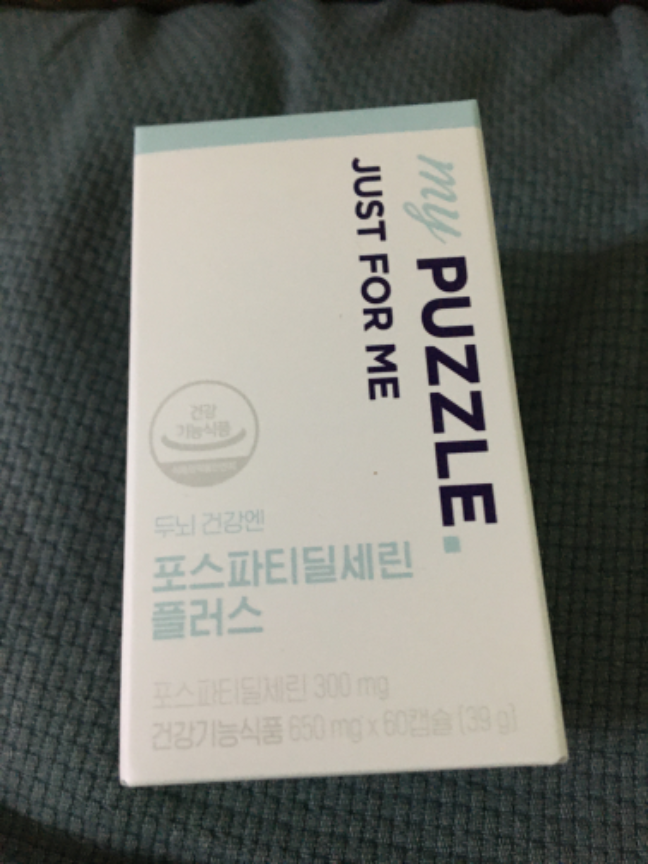 my PUZZLE.
JUST FOR ME
건강
기능식품
두뇌 건강엔
포스파티딜세린
플러스
포스파티딜세린 300 mg
건강기능식품 650 mg x 60캡슐 (39 g)